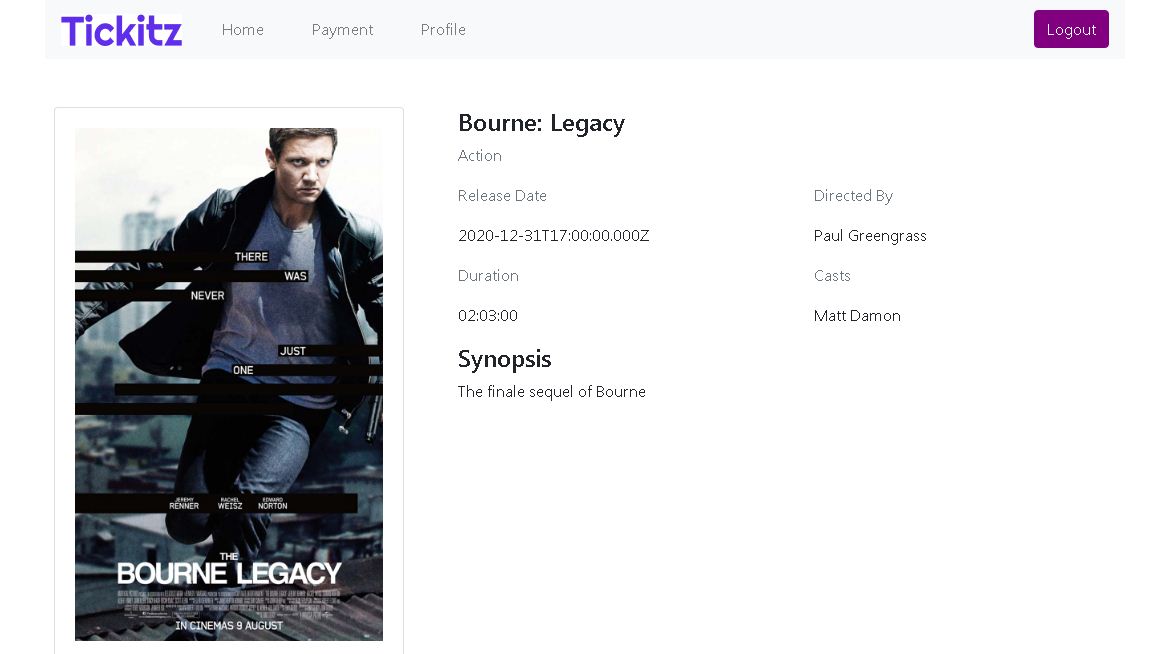 Tickitz Home Payment Profile Logout
THERE
WAS
NEVER
JUST
ONE
JEREMY RENNER RACHEL WEISZ EDWARD NORTON
THE
BOURNE LEGACY
IN CINEMAS 9 AUGUST
Bourne: Legacy
Action
Release Date Directed By
2020-12-31T17:00:00.000Z Paul Greengrass
Duration Casts
02:03:00 Matt Damon
Synopsis
The finale sequel of Bourne